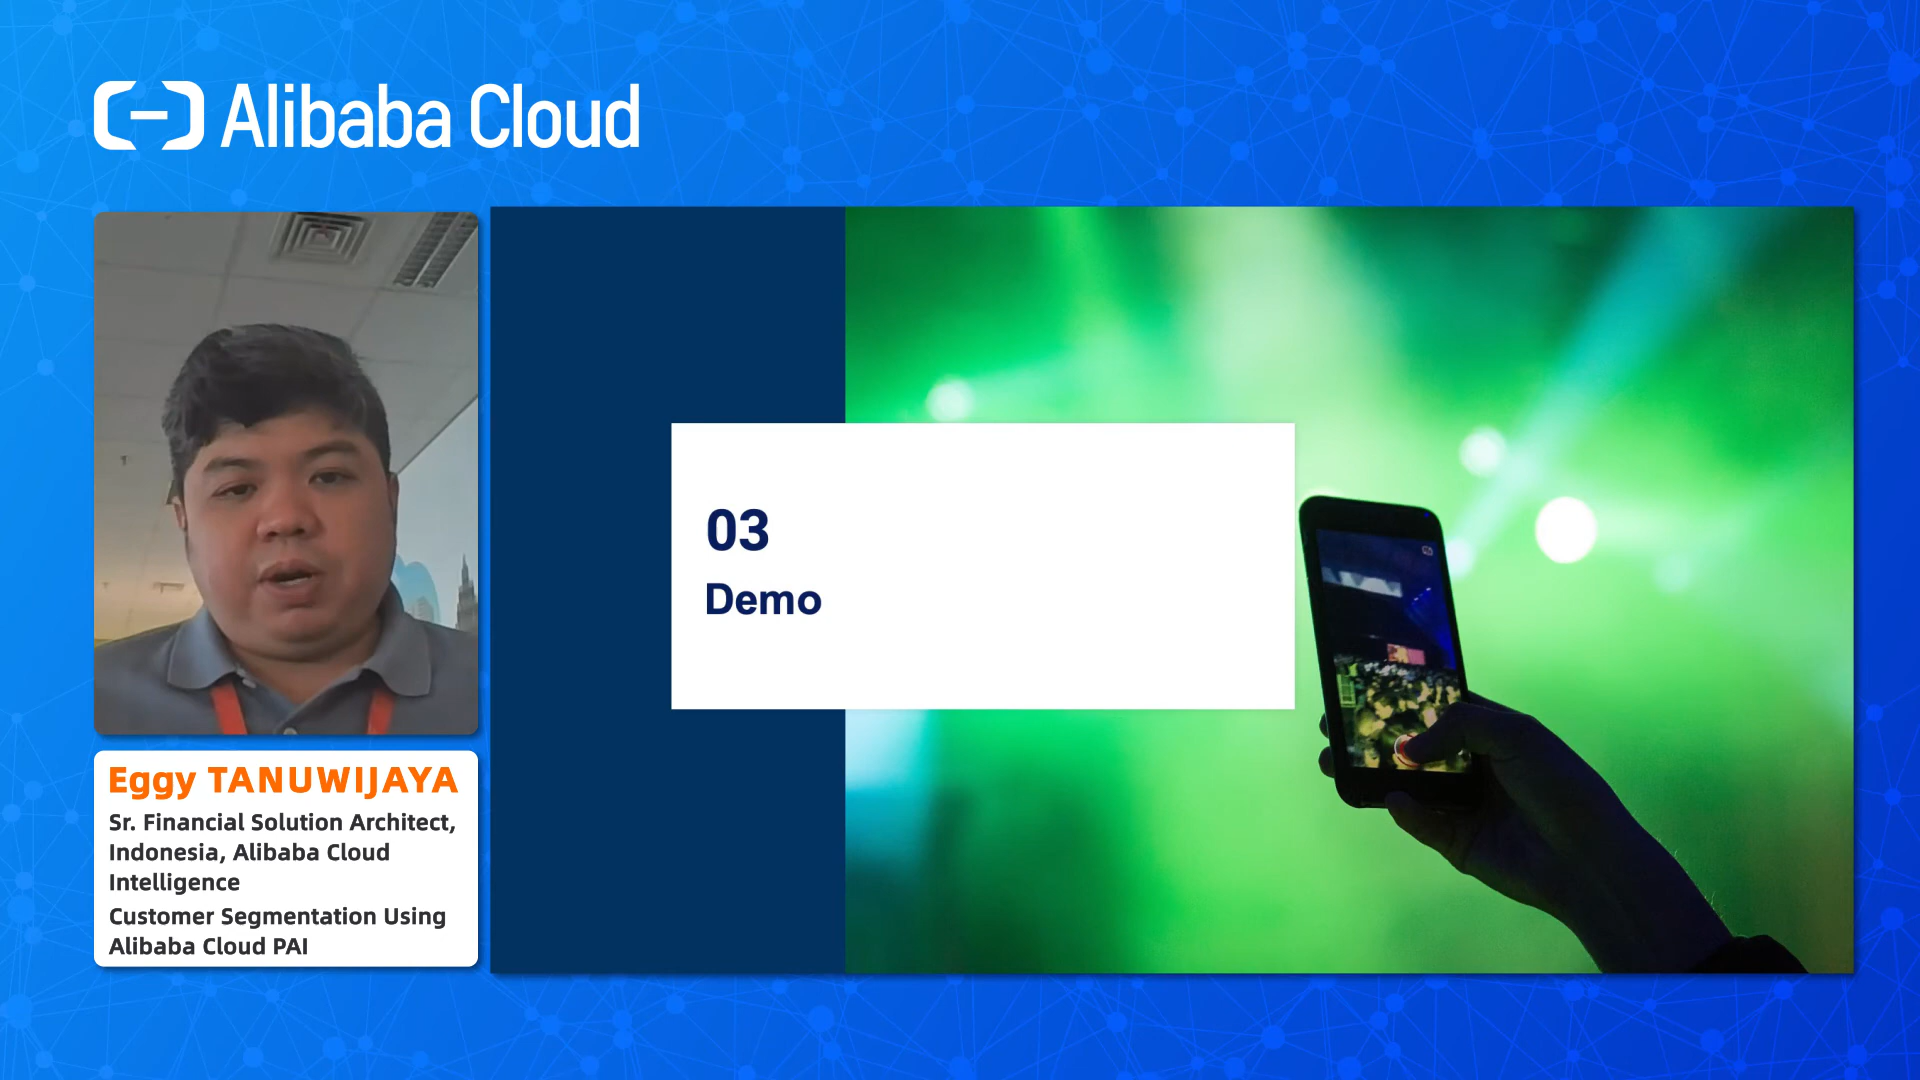 Alibaba Cloud
Eggy TANUWIJAYA
Sr. Financial Solution Architect,
Indonesia, Alibaba Cloud
Intelligence
Customer Segmentation Using
Alibaba Cloud PAI
03
Demo